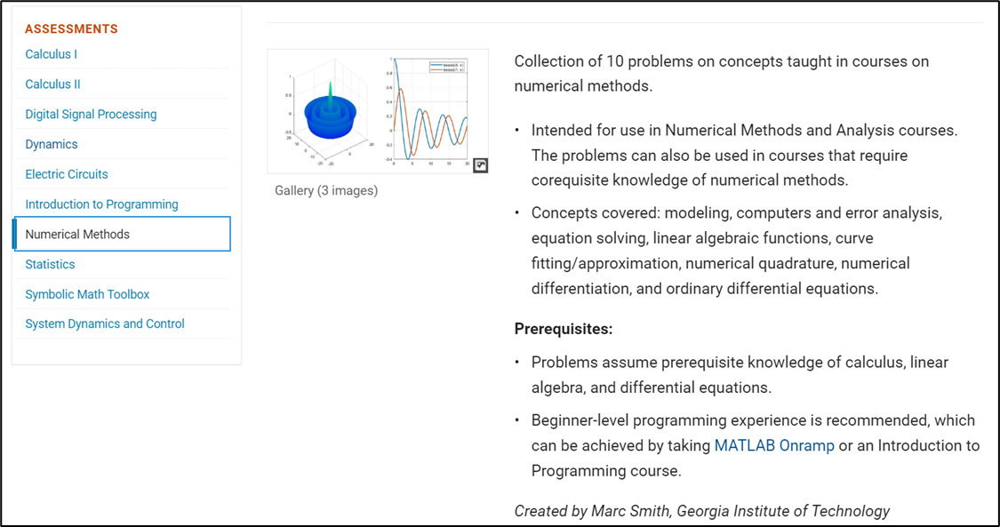 ASSESSMENTS
Calculus I
Calculus II
Digital Signal Processing
Dynamics
Electric Circuits
Introduction to Programming
Numerical Methods
Statistics
Symbolic Math Toolbox
System Dynamics and Control
Gallery (3 images)
Collection of 10 problems on concepts taught in courses on
numerical methods.
• Intended for use in Numerical Methods and Analysis courses.
The problems can also be used in courses that require
corequisite knowledge of numerical methods.
• Concepts covered: modeling, computers and error analysis,
equation solving, linear algebraic functions, curve
fitting/approximation, numerical quadrature, numerical
differentiation, and ordinary differential equations.
Prerequisites:
• Problems assume prerequisite knowledge of calculus, linear
algebra, and differential equations.
• Beginner-level programming experience is recommended, which
can be achieved by taking MATLAB Onramp or an Introduction to
Programming course.
Created by Marc Smith, Georgia Institute of Technology